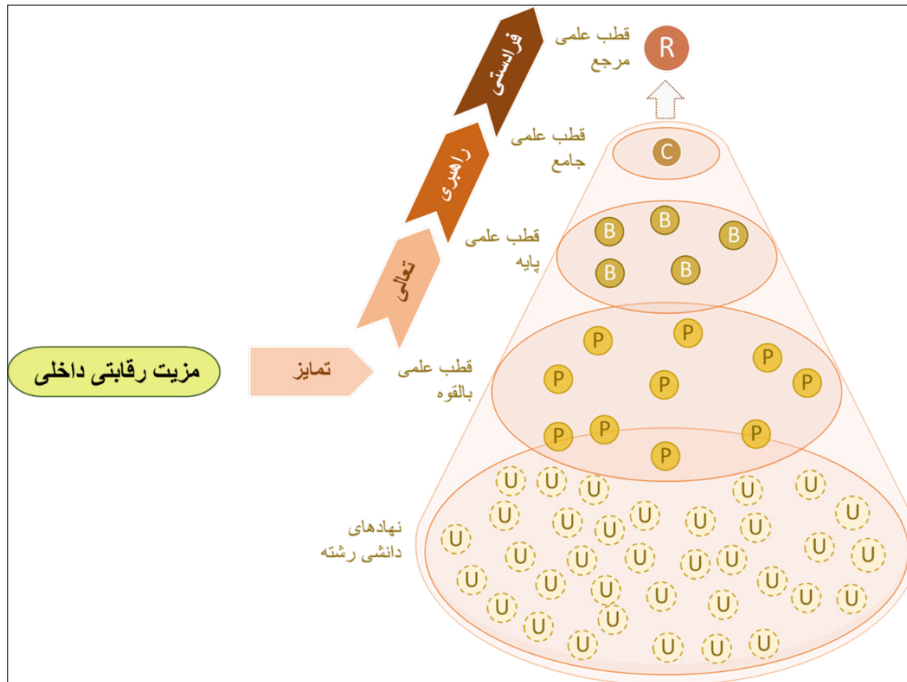 قطب علمی
مرجع
R
فرادستی
قطب علمی
جامع
C
راهبری
قطب علمی
پایه
B B B
B B
تعالی
مزیت رقابتی داخلی
تمایز
قطب علمی
بالقوه
P P P
P P P
P P P
P
نهادهای
دانشی رشته
U U U U U
U U U U U U U
U U U U U U U U
U U U U U U U U
U U U
U U U U